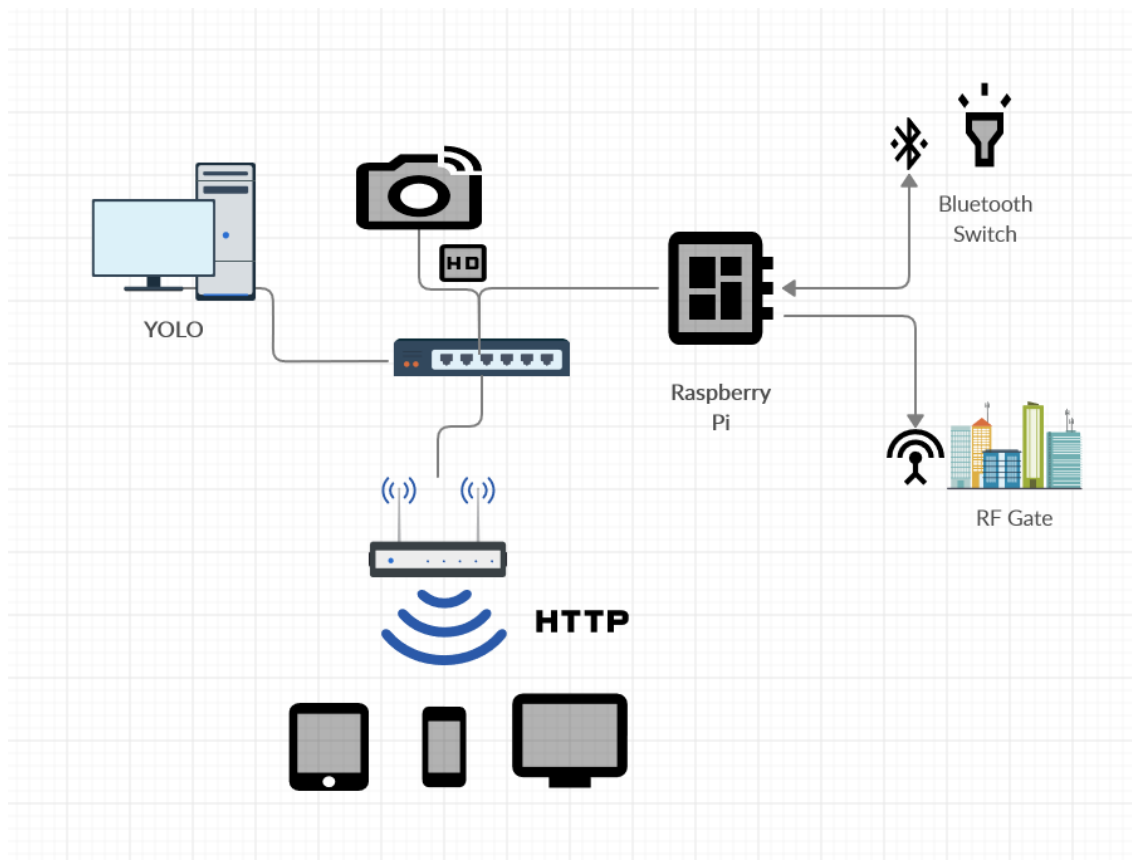 Bluetooth
Switch
HD
YOLO
Raspberry
Pi
RF Gate
HTTP